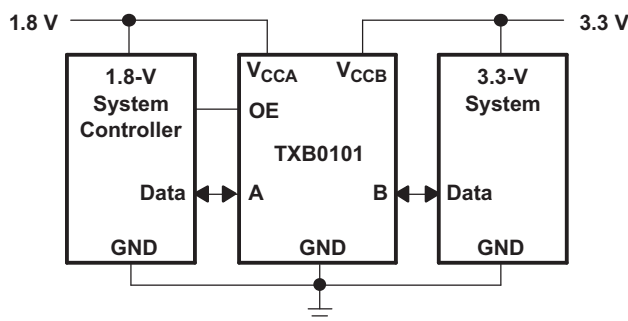 1.8 V
3.3 V
1.8-V
System
Controller
VCCA
VCCB
OE
TXB0101
3.3-V
System
Data
A
B
Data
GND
GND
GND